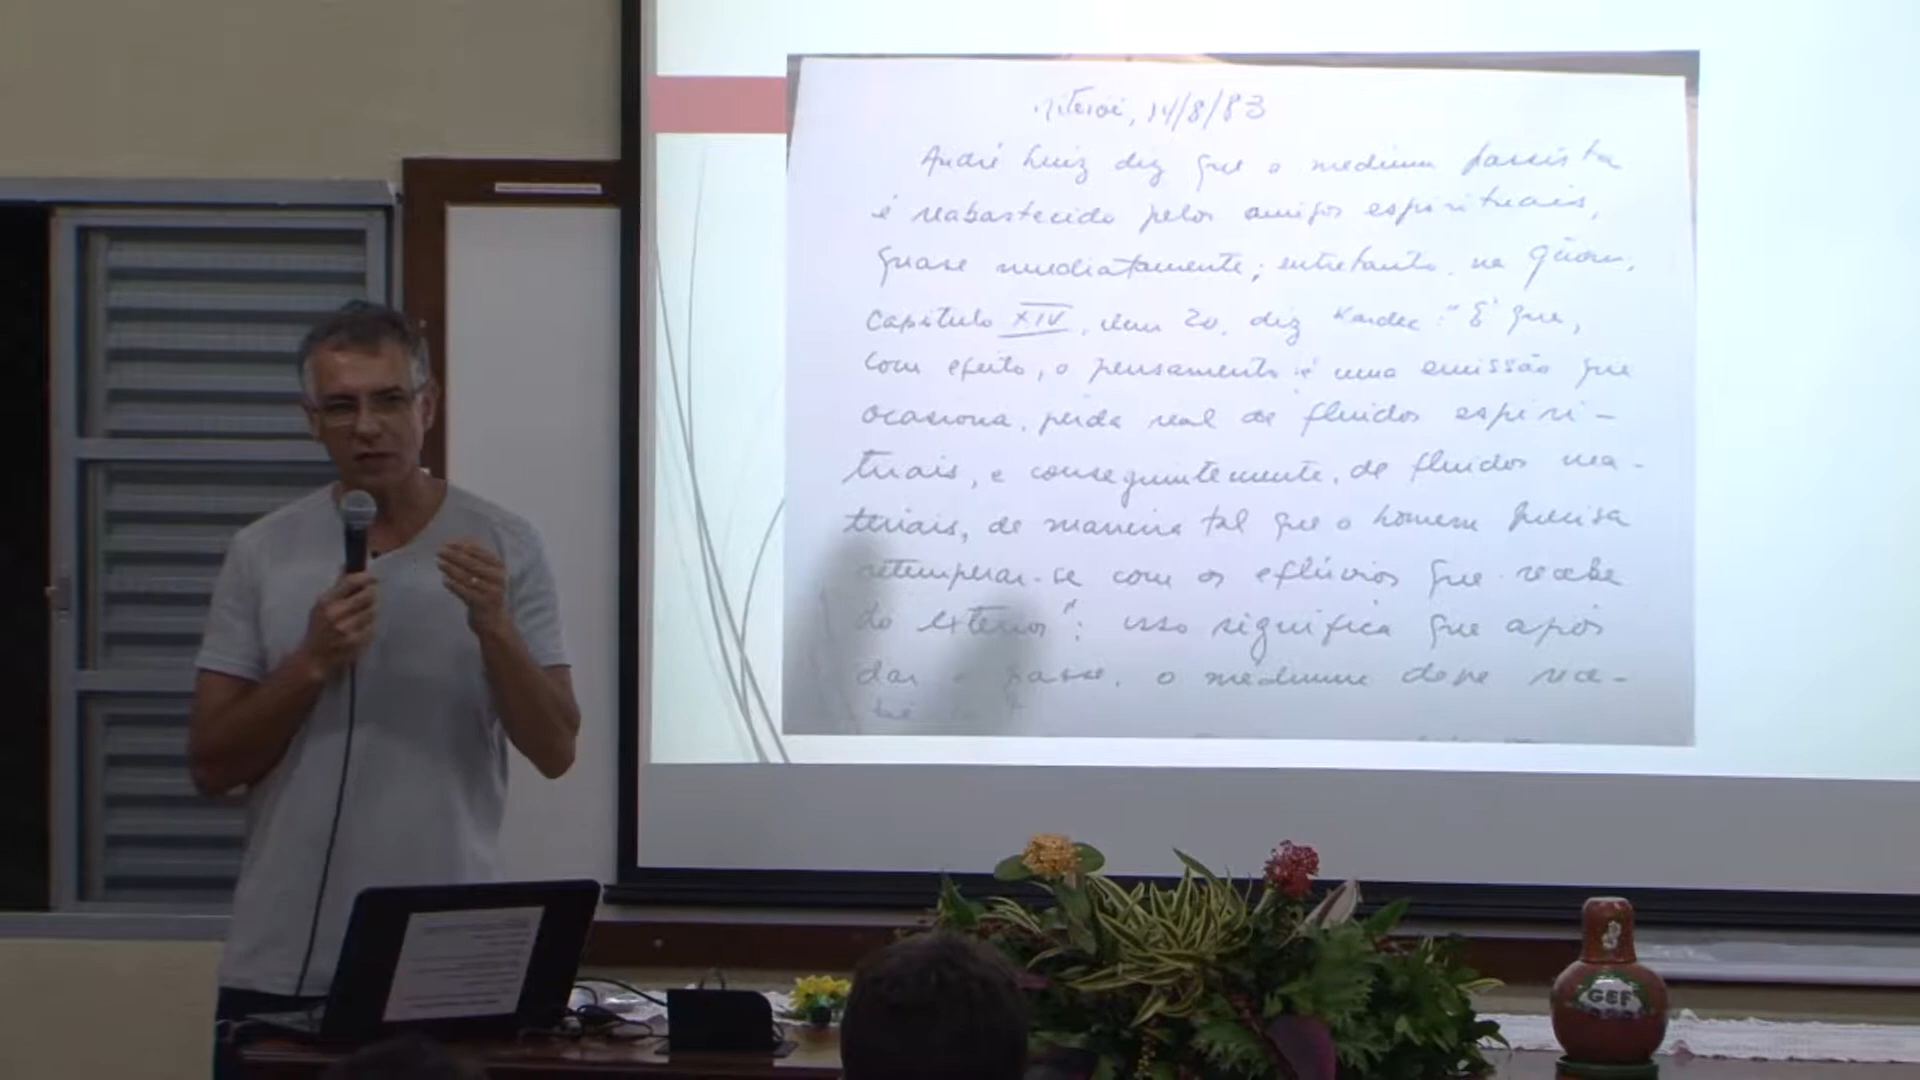 Niterói, 14/8/83
André Luiz diz que o medium passista
é reabastecido pelos amigos espirituais,
quase imediatamente; entretanto, na
capítulo XIV, item 20, diz Kardec: "É que,
com efeito, o pensamento é uma emissão que
ocasiona, perda real de fluidos espiri-
tuais, e conseguintemente, de fluidos ma-
teriais, de maneira tal que o homem precisa
retemperar-se com os eflúvios que recebe
do exterior": isso significa que após
dar o passe, o medium deve
GEF